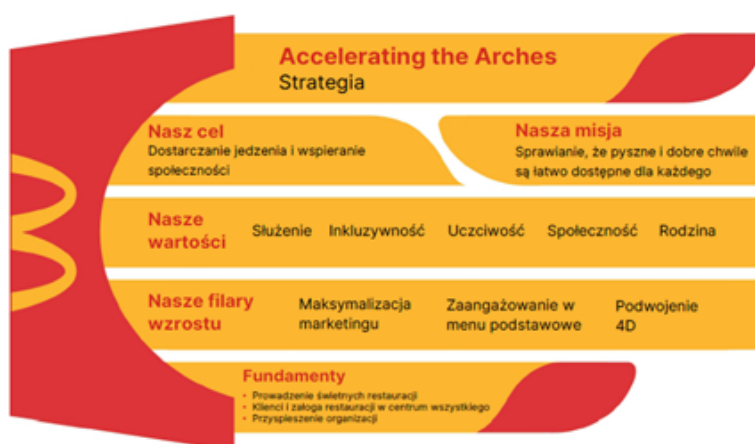 Accelerating the Arches
Strategia
Nasz cel
Dostarczanie jedzenia i wspieranie
społeczności
Nasza misja
Sprawianie, że pyszne i dobre chwile
są łatwo dostępne dla każdego
Nasze
wartości
Służenie Inkluzywność Uczciwość Społeczność Rodzina
Nasze filary
wzrostu
Maksymalizacja
marketingu
Zaangażowanie w
menu podstawowe
Podwojenie
4D
Fundamenty
• Prowadzenie świetnych restauracji
• Klienci i załoga restauracji w centrum wszystkiego
• Przyspieszenie organizacji